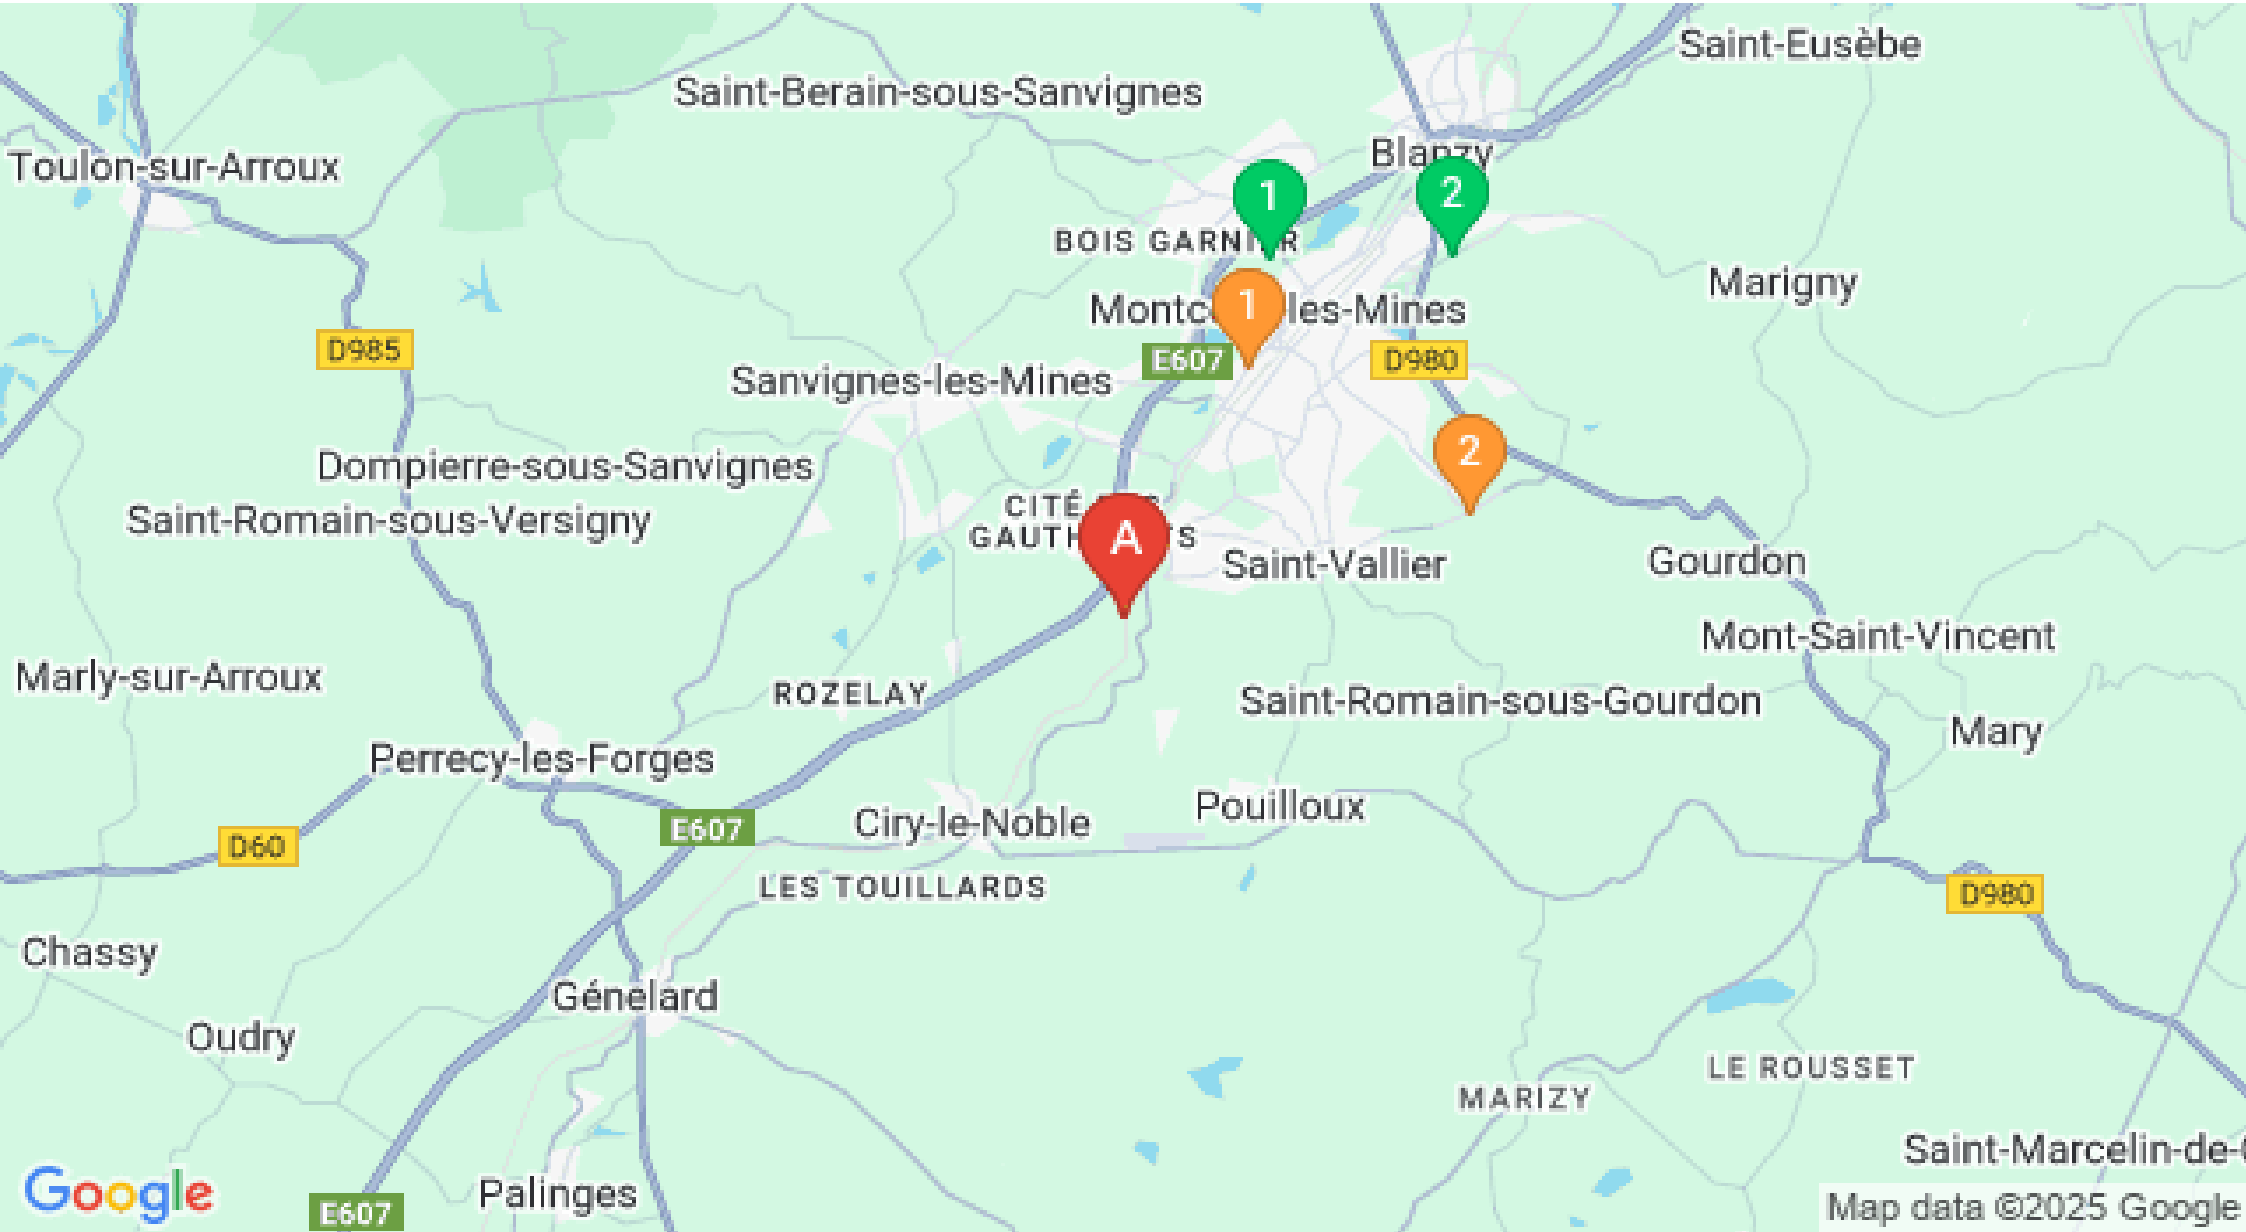 Saint-Eusèbe
Saint-Berain-sous-Sanvignes
Blanzy
Toulon-sur-Arroux
1
2
BOIS GARNIER
Marigny
1
Montc
les-Mines
D985
E607
D980
Sanvignes-les-Mines
2
Dompierre-sous-Sanvignes
Saint-Romain-sous-Versigny
CITÉ
GAUTH
S
A
Saint-Vallier
Gourdon
Mont-Saint-Vincent
Marly-sur-Arroux
ROZELAY
Saint-Romain-sous-Gourdon
Mary
Perrecy-les-Forges
Pouilloux
E607
Ciry-le-Noble
D60
LES TOUILLARDS
D980
Chassy
Génelard
Oudry
LE ROUSSET
MARIZY
Saint-Marcelin-de-
Google
Palinges
E607
Map data ©2025 Google